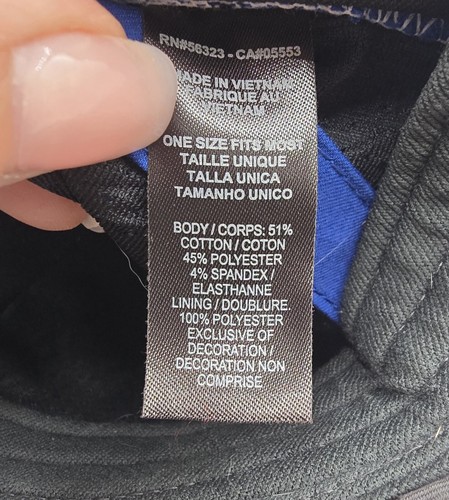 RN#56323 - CA#05553
MADE IN VIETNAM
FABRIQUE AU
VIETNAM
ONE SIZE FITS MOST
TAILLE UNIQUE
TALLA UNICA
TAMANHO UNICO
BODY / CORPS: 51%
COTTON / COTON
45% POLYESTER
4% SPANDEX /
ELASTHANNE
LINING / DOUBLURE.
100% POLYESTER
EXCLUSIVE OF
DECORATION /
DECORATION NON
COMPRISE